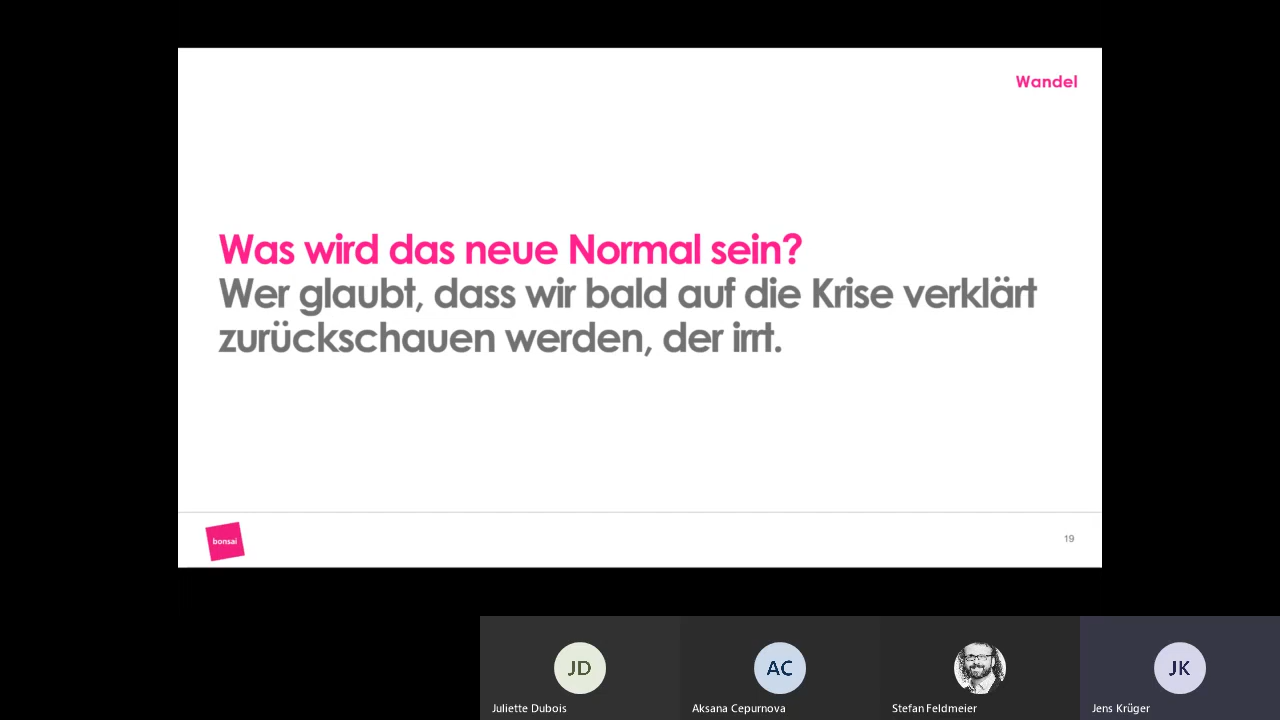 Wandel
Was wird das neue Normal sein?
Wer glaubt, dass wir bald auf die Krise verklärt
zurückschauen werden, der irrt.
bonsai
19
JD
AC
JK
Juliette Dubois
Aksana Cepurnova
Stefan Feldmeier
Jens Krüger